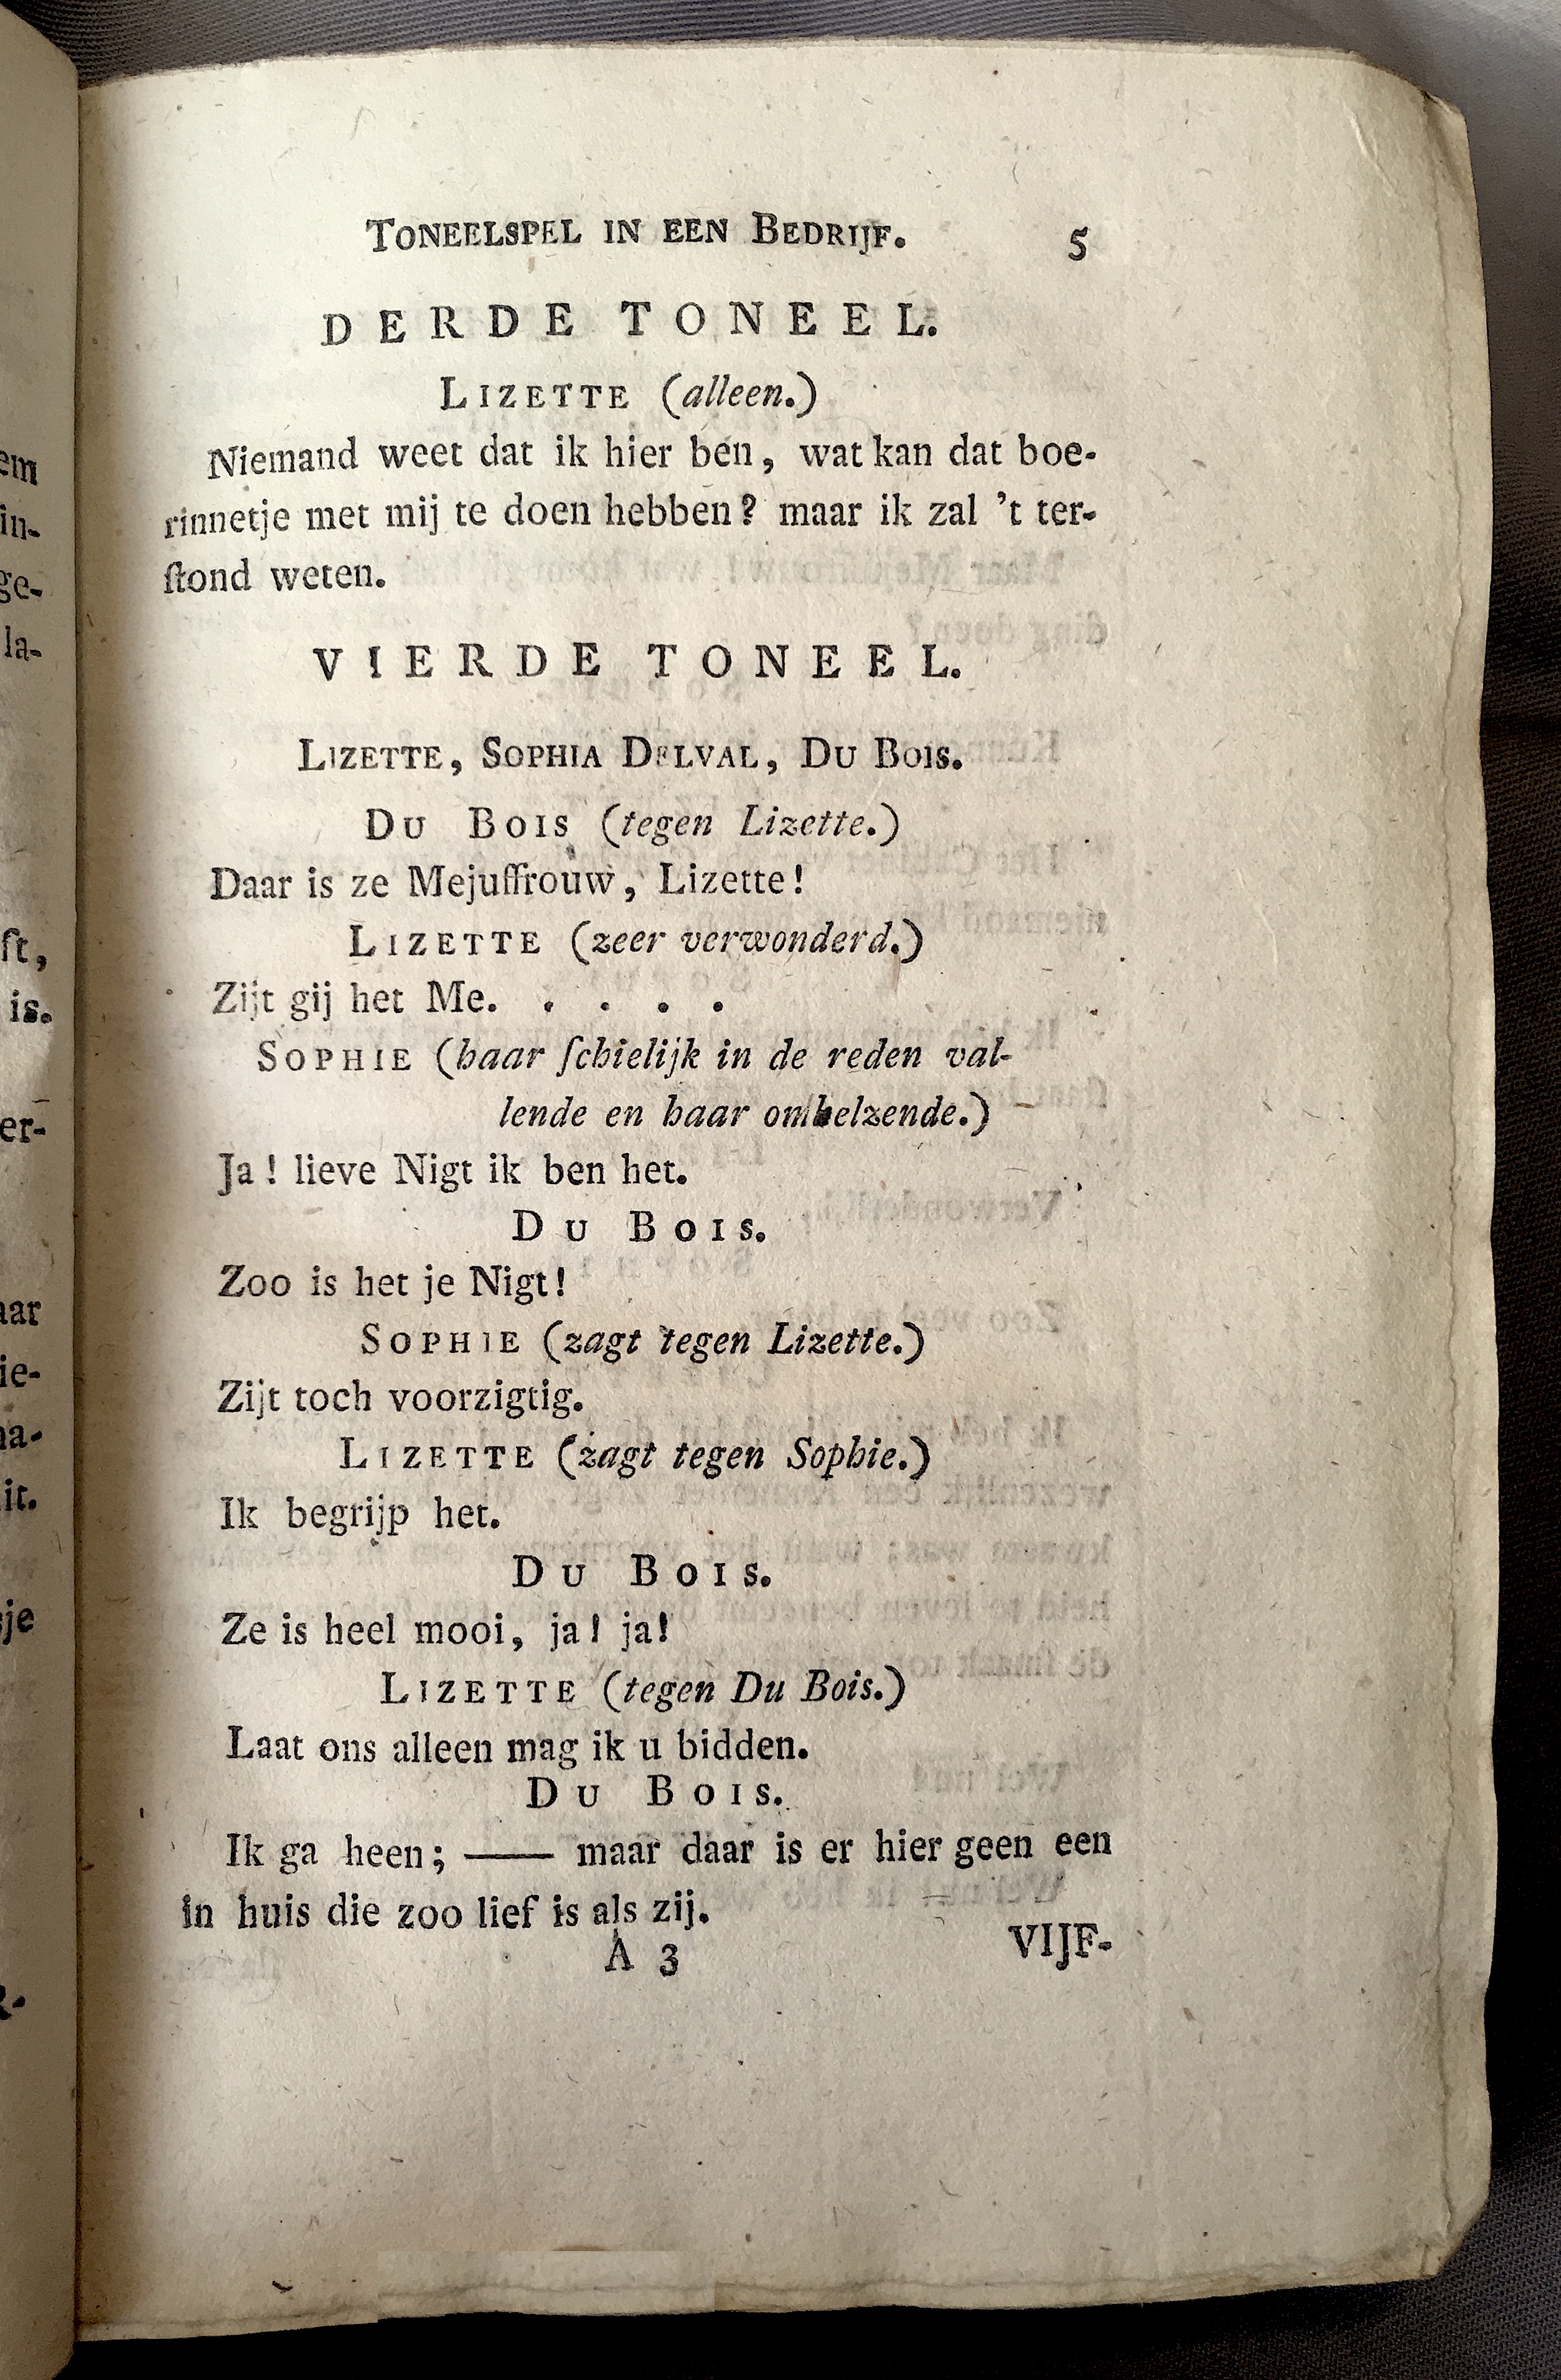 TONEELSPEL IN EEN BEDRIJF. 5
DERDE TONEEL.
LIZETTE (alleen.)
Niemand weet dat ik hier ben, wat kan dat boe-
rinnetje met mij te doen hebben? maar ik zal 't ter-
ſtond weten.
VIERDE TONEEL.
LIZETTE, SOPHIA DELVAL, DU BOIS.
DU BOIS (tegen Lizette.)
Daar is ze Mejuffrouw, Lizette!
LIZETTE (zeer verwonderd.)
Zijt gij het Me. . . . .
SOPHIE (haar ſchielijk in de reden val-
lende en haar omhelzende.)
Ja! lieve Nigt ik ben het.
DU BOIS.
Zoo is het je Nigt!
SOPHIE (zagt tegen Lizette.)
Zijt toch voorzigtig.
LIZETTE (zagt tegen Sophie.)
Ik begrijp het.
DU BOIS.
Ze is heel mooi, ja! ja!
LIZETTE (tegen Du Bois.)
Laat ons alleen mag ik u bidden.
DU BOIS.
Ik ga heen; —— maar daar is er hier geen een
in huis die zoo lief is als zij.
A 3 VIJF-